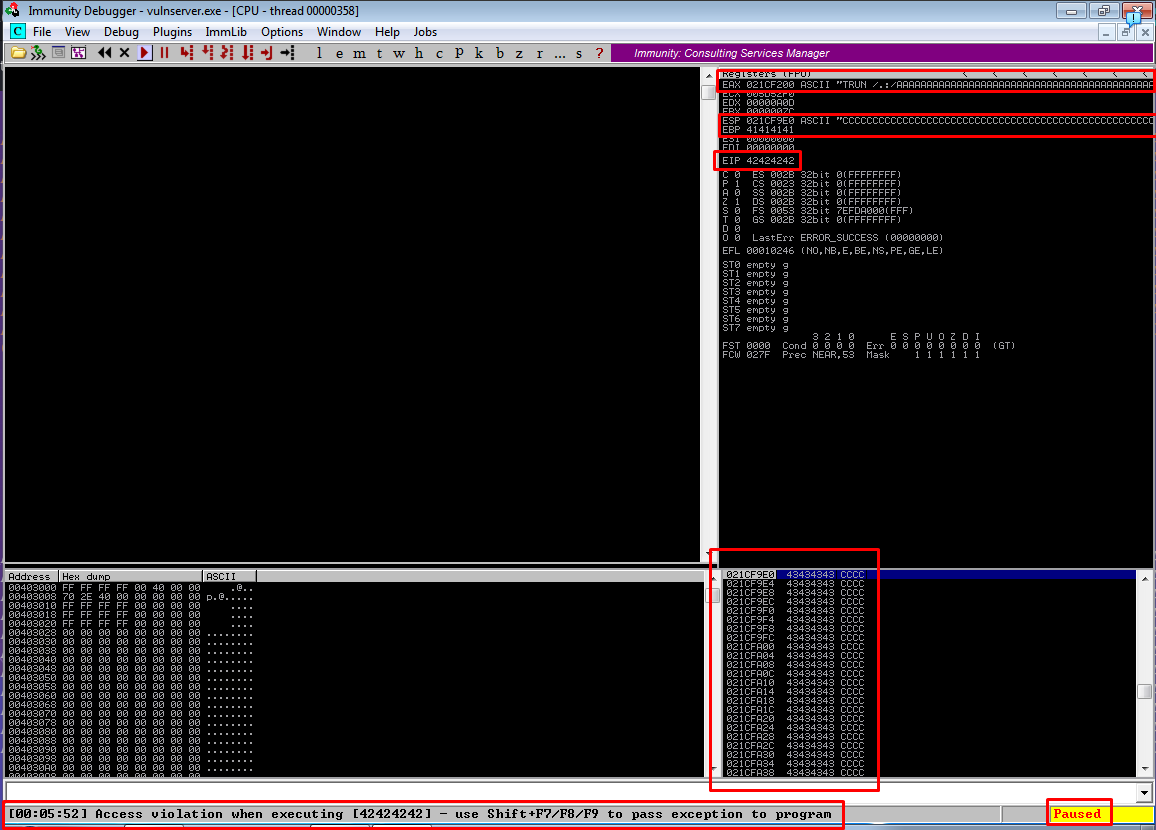 Immunity Debugger - vulnserver.exe - [CPU - thread 00000358]
C File View Debug Plugins ImmLib Options Window Help Jobs
l e m t w h c P k b z r ... s ? Immunity: Consulting Services Manager
Registers (FPU) < < < < < < <
EAX 021CF200 ASCII "TRUN /.:/AAAAAAAAAAAAAAAAAAAAAAAAAAAAAAAAAAAAAAAAAAA
ECX 005D52F0
EDX 00000A0D
EBX 0000007C
ESP 021CF9E0 ASCII "CCCCCCCCCCCCCCCCCCCCCCCCCCCCCCCCCCCCCCCCCCCCCCCCCCCC
EBP 41414141
ESI 00000000
EDI 00000000
EIP 42424242
C 0 ES 002B 32bit 0(FFFFFFFF)
P 1 CS 0023 32bit 0(FFFFFFFF)
A 0 SS 002B 32bit 0(FFFFFFFF)
Z 1 DS 002B 32bit 0(FFFFFFFF)
S 0 FS 0053 32bit 7EFDA000(FFF)
T 0 GS 002B 32bit 0(FFFFFFFF)
D 0
O 0 LastErr ERROR_SUCCESS (00000000)
EFL 00010246 (NO,NB,E,BE,NS,PE,GE,LE)
ST0 empty g
ST1 empty g
ST2 empty g
ST3 empty g
ST4 empty g
ST5 empty g
ST6 empty g
ST7 empty g
3 2 1 0 E S P U O Z D I
FST 0000 Cond 0 0 0 0 Err 0 0 0 0 0 0 0 0 (GT)
FCW 027F Prec NEAR,53 Mask 1 1 1 1 1 1
Address Hex dump ASCII
00403000 FF FF FF FF 00 40 00 00 .@..
00403008 70 2E 40 00 00 00 00 00 p.@.....
00403010 FF FF FF FF 00 00 00 00 ....
00403018 FF FF FF FF 00 00 00 00 ....
00403020 FF FF FF FF 00 00 00 00 ....
00403028 00 00 00 00 00 00 00 00 ........
00403030 00 00 00 00 00 00 00 00 ........
00403038 00 00 00 00 00 00 00 00 ........
00403040 00 00 00 00 00 00 00 00 ........
00403048 00 00 00 00 00 00 00 00 ........
00403050 00 00 00 00 00 00 00 00 ........
00403058 00 00 00 00 00 00 00 00 ........
00403060 00 00 00 00 00 00 00 00 ........
00403068 00 00 00 00 00 00 00 00 ........
00403070 00 00 00 00 00 00 00 00 ........
00403078 00 00 00 00 00 00 00 00 ........
00403080 00 00 00 00 00 00 00 00 ........
00403088 00 00 00 00 00 00 00 00 ........
00403090 00 00 00 00 00 00 00 00 ........
00403098 00 00 00 00 00 00 00 00 ........
004030A0 00 00 00 00 00 00 00 00 ........
021CF9E0 43434343 CCCC
021CF9E4 43434343 CCCC
021CF9E8 43434343 CCCC
021CF9EC 43434343 CCCC
021CF9F0 43434343 CCCC
021CF9F4 43434343 CCCC
021CF9F8 43434343 CCCC
021CF9FC 43434343 CCCC
021CFA00 43434343 CCCC
021CFA04 43434343 CCCC
021CFA08 43434343 CCCC
021CFA0C 43434343 CCCC
021CFA10 43434343 CCCC
021CFA14 43434343 CCCC
021CFA18 43434343 CCCC
021CFA1C 43434343 CCCC
021CFA20 43434343 CCCC
021CFA24 43434343 CCCC
021CFA28 43434343 CCCC
021CFA2C 43434343 CCCC
021CFA30 43434343 CCCC
021CFA34 43434343 CCCC
021CFA38 43434343 CCCC
[00:05:52] Access violation when executing [42424242] - use Shift+F7/F8/F9 to pass exception to program
Paused